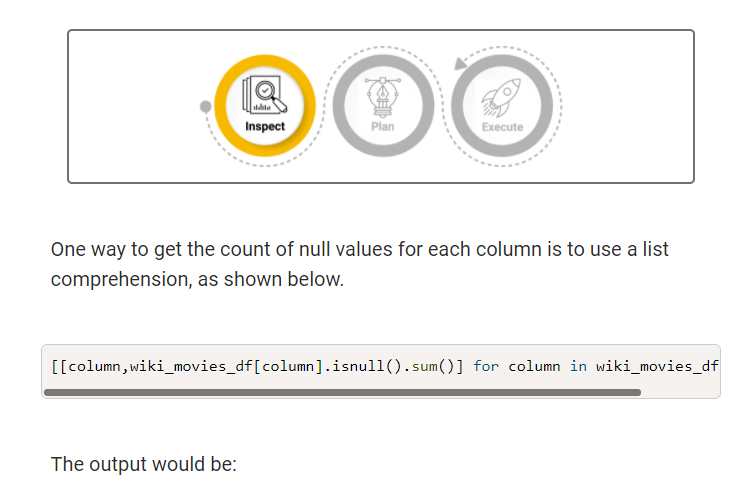 Inspect
Plan
Execute
One way to get the count of null values for each column is to use a list
comprehension, as shown below.
[[column,wiki_movies_df[column].isnull().sum()] for column in wiki_movies_df
The output would be: